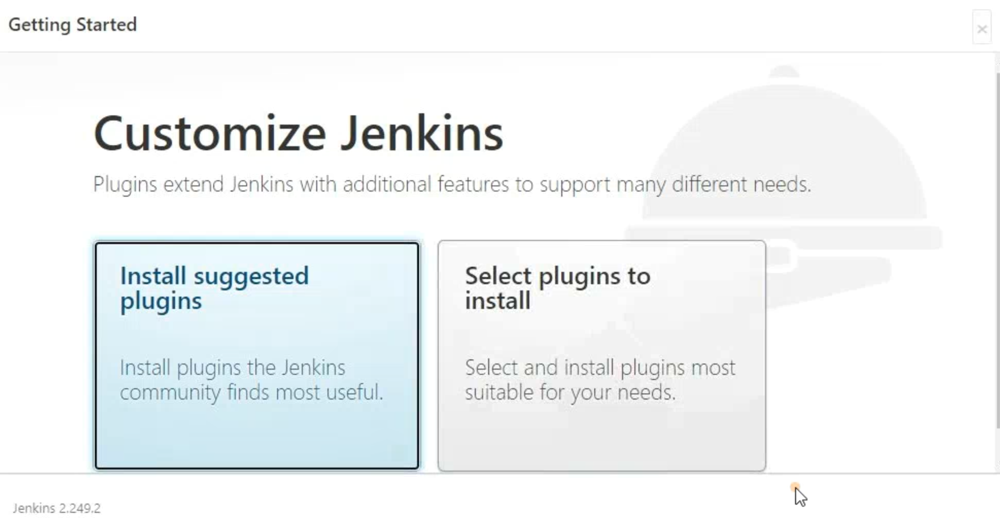 Getting Started
×
Customize Jenkins
Plugins extend Jenkins with additional features to support many different needs.
Install suggested
plugins
Install plugins the Jenkins
community finds most useful.
Select plugins to
install
Select and install plugins most
suitable for your needs.
Jenkins 2.249.2